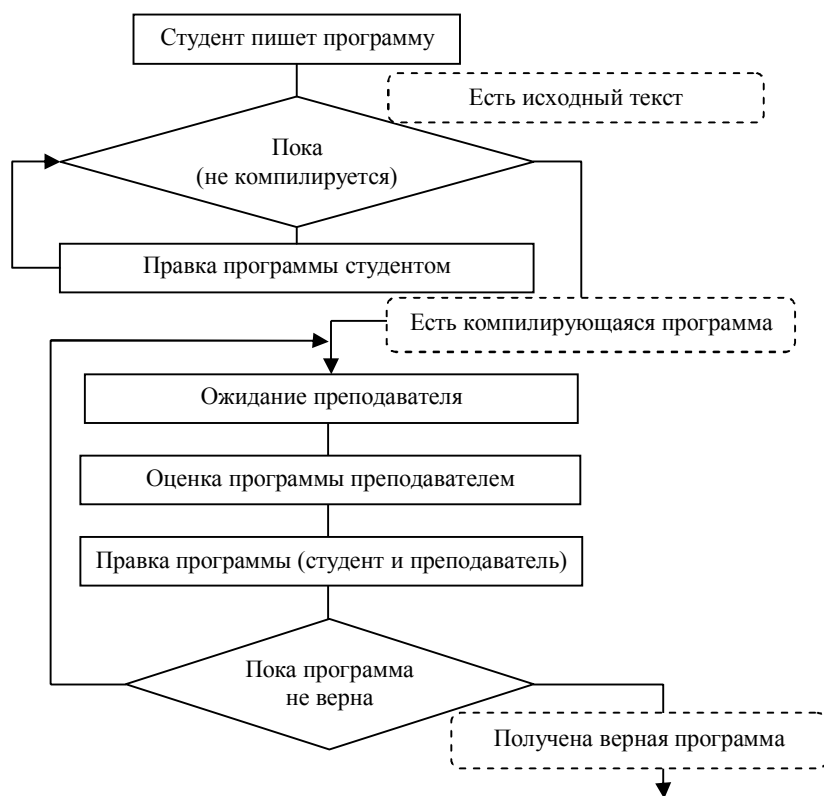 Студент пишет программу
Есть исходный текст
Пока
(не компилируется)
Правка программы студентом
Есть компилирующаяся программа
Ожидание преподавателя
Оценка программы преподавателем
Правка программы (студент и преподаватель)
Пока программа
не верна
Получена верная программа